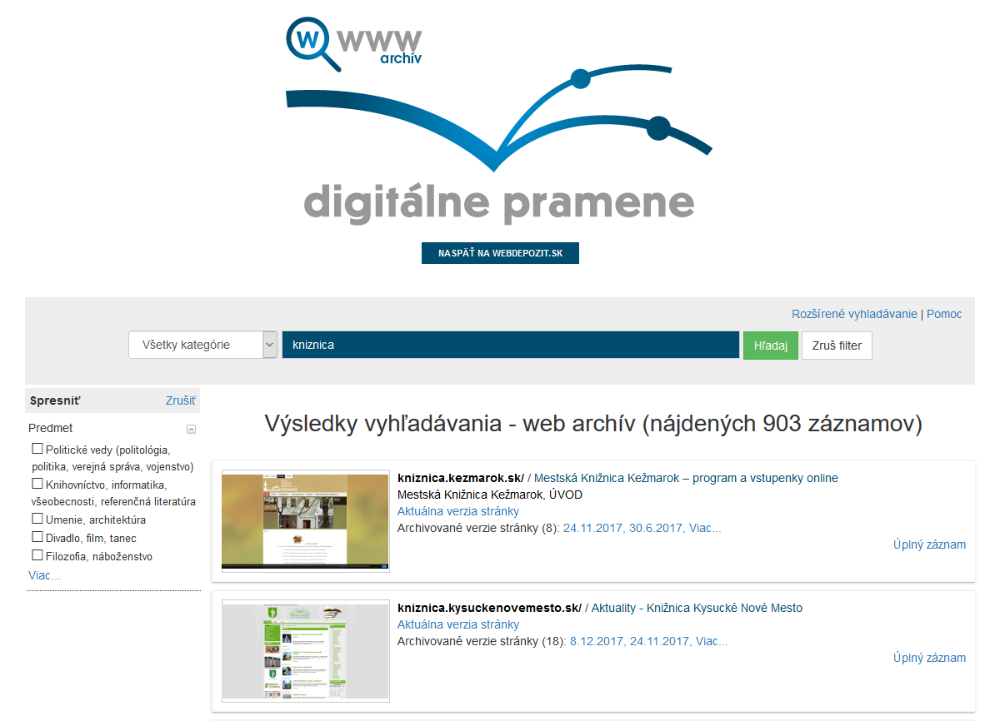 W www
archív
digitálne pramene
NASPÄŤ NA WEBDEPOZIT.SK
Rozšírené vyhladávanie | Pomoc
Všetky kategórie
kniznica
Hľadaj
Zruš filter
Spresniť
Zrušiť
Predmet
Politické vedy (politológia,
politika, verejná správa, vojenstvo)
Knihovníctvo, informatika,
všeobecnosti, referenčná literatúra
Umenie, architektúra
Divadlo, film, tanec
Filozofia, náboženstvo
Viac...
Výsledky vyhľadávania - web archív (nájdených 903 záznamov)
kniznica.kezmarok.sk/ / Mestská Knižnica Kežmarok – program a vstupenky online
Mestská Knižnica Kežmarok, ÚVOD
Aktuálna verzia stránky
Archivované verzie stránky (8): 24.11.2017, 30.6.2017, Viac...
Úplný záznam
kniznica.kysuckenovemesto.sk/ / Aktuality - Knižnica Kysucké Nové Mesto
Aktuálna verzia stránky
Archivované verzie stránky (18): 8.12.2017, 24.11.2017, Viac...
Úplný záznam